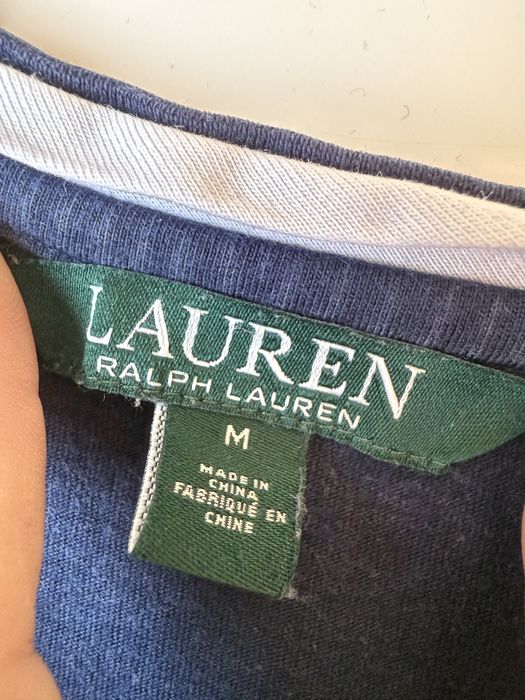 LAUREN
RALPH LAUREN
M
MADE IN
CHINA
FABRIQUÉ EN
CHINE